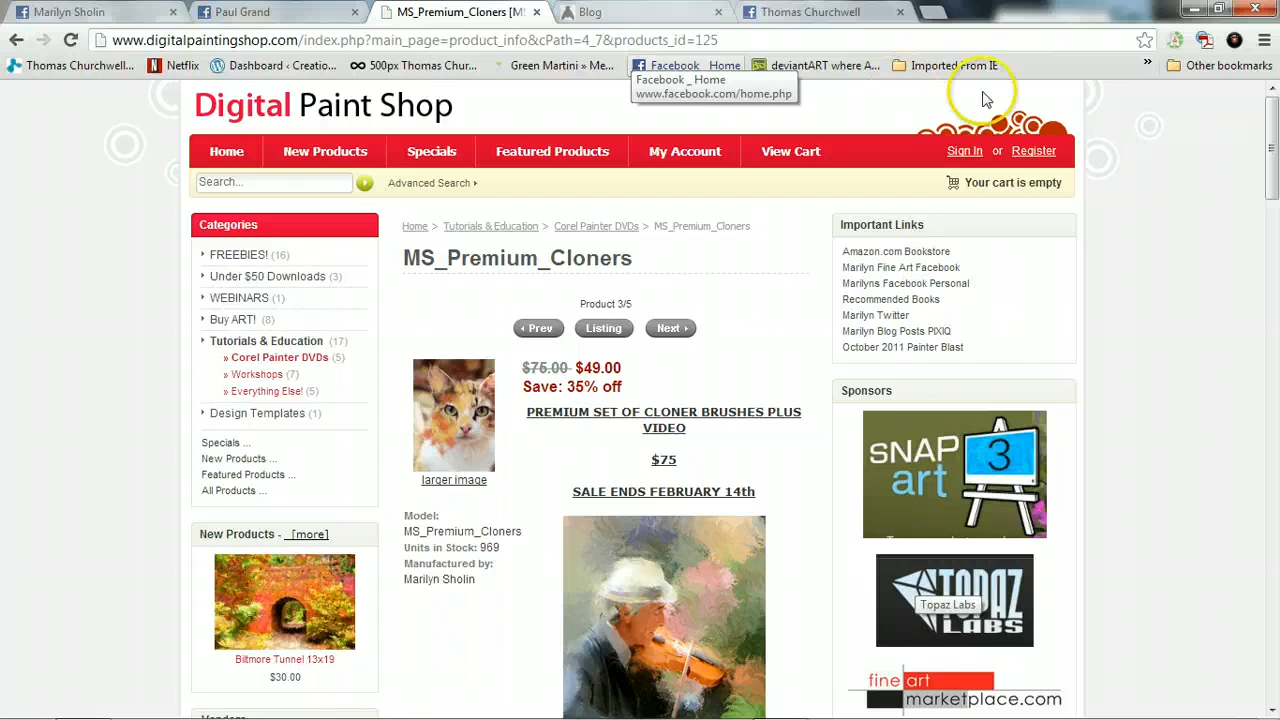 Marilyn Sholin
Paul Grand
MS_Premium_Cloners [MS
Blog
Thomas Churchwell
www.digitalpaintingshop.com/index.php?main_page=product_info&cPath=4_7&products_id=125
Thomas Churchwell...
Netflix
Dashboard ‹ Creatio...
500px Thomas Chur...
Green Martini » Me...
Facebook _ Home
deviantART where A...
Imported From IE
»
Other bookmarks
Facebook _ Home
www.facebook.com/home.php
Digital Paint Shop
Home
New Products
Specials
Featured Products
My Account
View Cart
Sign In or Register
Search...
Advanced Search
Your cart is empty
Categories
FREEBIES! (16)
Under $50 Downloads (3)
WEBINARS (1)
Buy ART! (8)
Tutorials & Education (17)
» Corel Painter DVDs (5)
» Workshops (7)
» Everything Else! (5)
Design Templates (1)
Specials ...
New Products ...
Featured Products ...
All Products ...
New Products - [more]
Biltmore Tunnel 13x19
$30.00
Home > Tutorials & Education > Corel Painter DVDs > MS_Premium_Cloners
MS_Premium_Cloners
Product 3/5
Prev
Listing
Next
$75.00 $49.00
Save: 35% off
larger image
PREMIUM SET OF CLONER BRUSHES PLUS
VIDEO
$75
SALE ENDS FEBRUARY 14th
Model:
MS_Premium_Cloners
Units in Stock: 969
Manufactured by:
Marilyn Sholin
Important Links
Amazon.com Bookstore
Marilyn Fine Art Facebook
Marilyns Facebook Personal
Recommended Books
Marilyn Twitter
Marilyn Blog Posts PIXIQ
October 2011 Painter Blast
Sponsors
SNAP
art 3
TOPAZ
LABS
Topaz Labs
fine art
marketplace.com